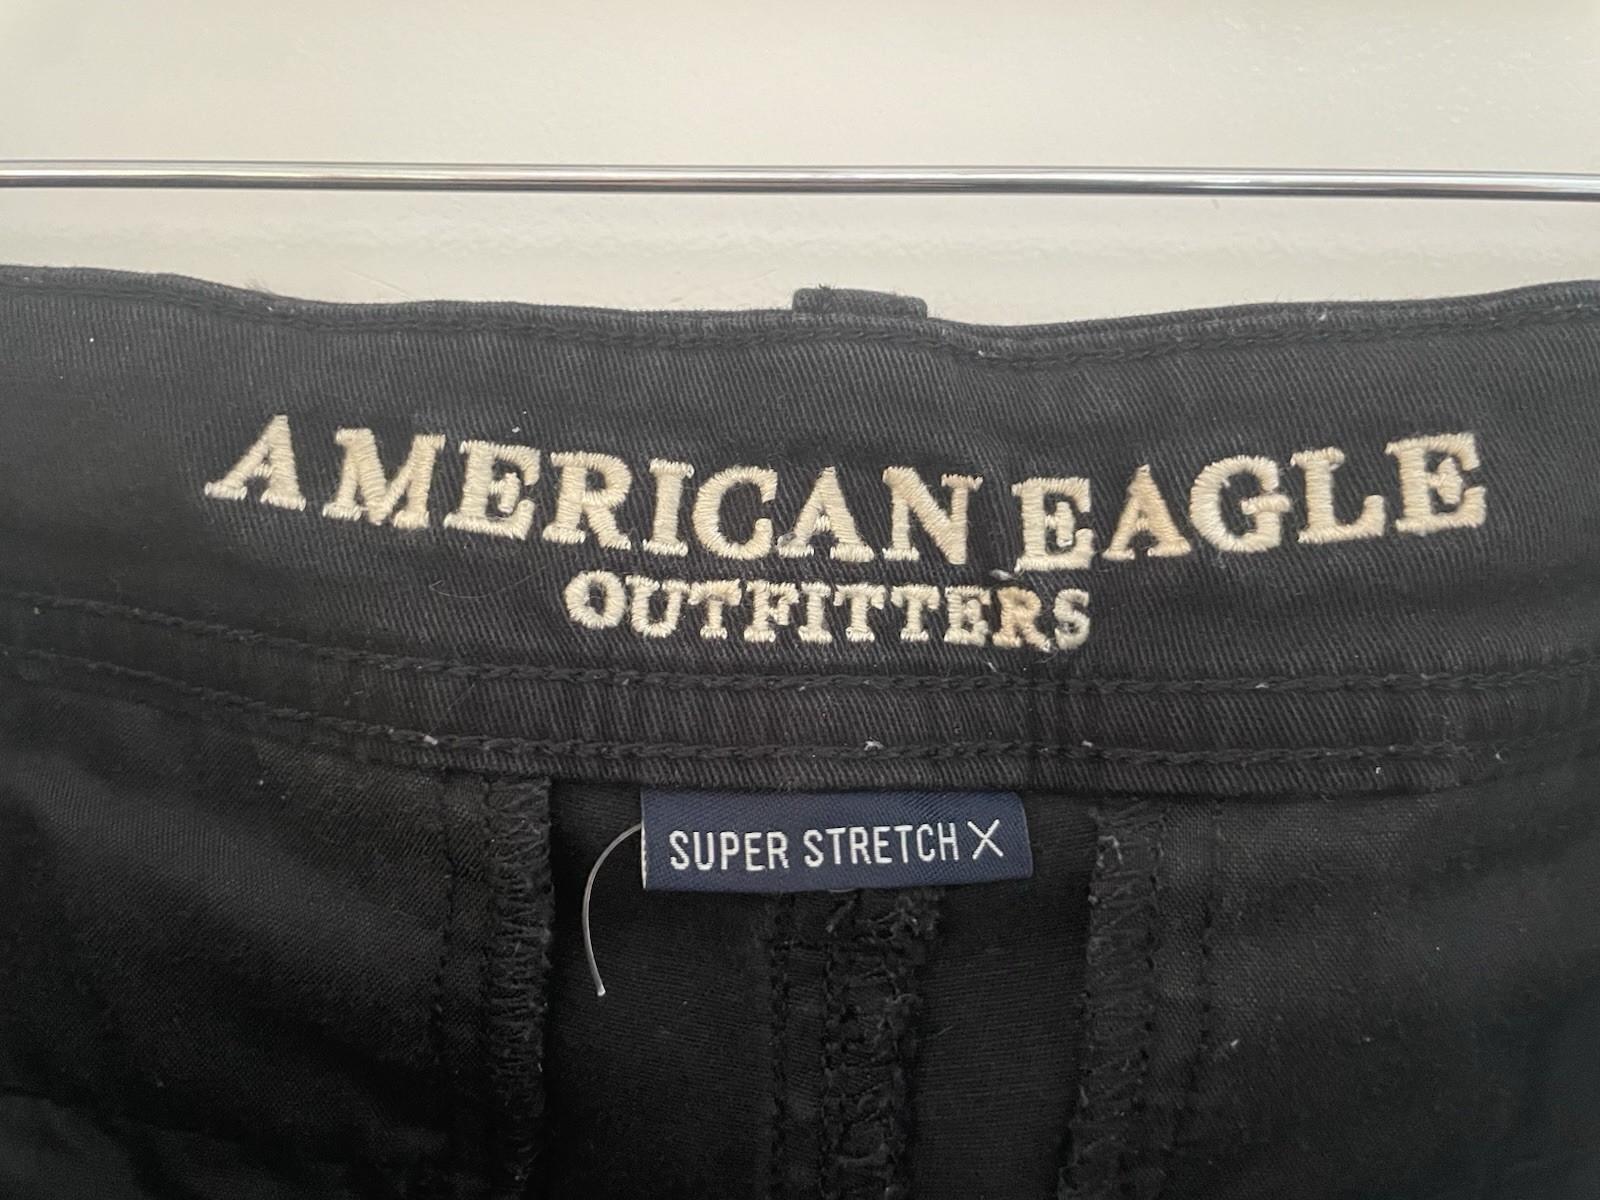 AMERICAN EAGLE
OUTFITTERS
SUPER STRETCH X